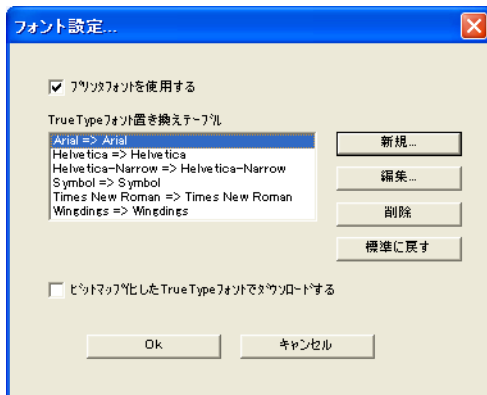 フォント設定...
プリンタフォントを使用する
TrueTypeフォント置き換えテーブル
Arial => Arial
Helvetica => Helvetica
Helvetica-Narrow => Helvetica-Narrow
Symbol => Symbol
Times New Roman => Times New Roman
Wingdings => Wingdings
新規...
編集...
削除
標準に戻す
ビットマップ化したTrueTypeフォントでダウンロードする
Ok
キャンセル